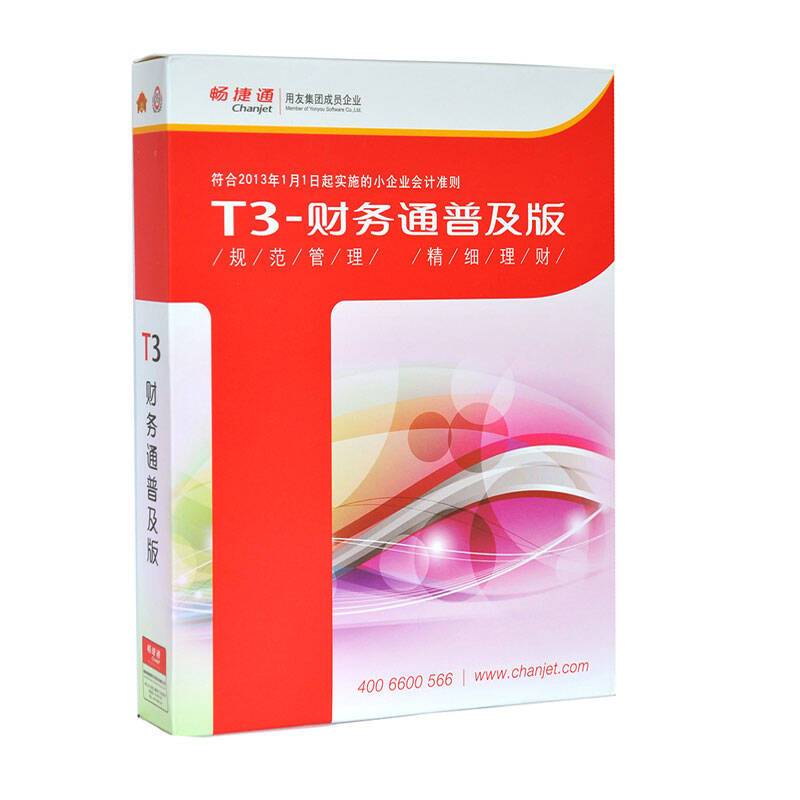 畅捷通
Chanjet
用友集团成员企业
Member of Yonyou Software Co.,Ltd.
符合2013年1月1日起实施的小企业会计准则
T3-财务通普及版
/规/范/管/理/ /精/细/理/财/
400 6600 566 | www.chanjet.com
T3
财务通普及版
畅捷通
Chanjet